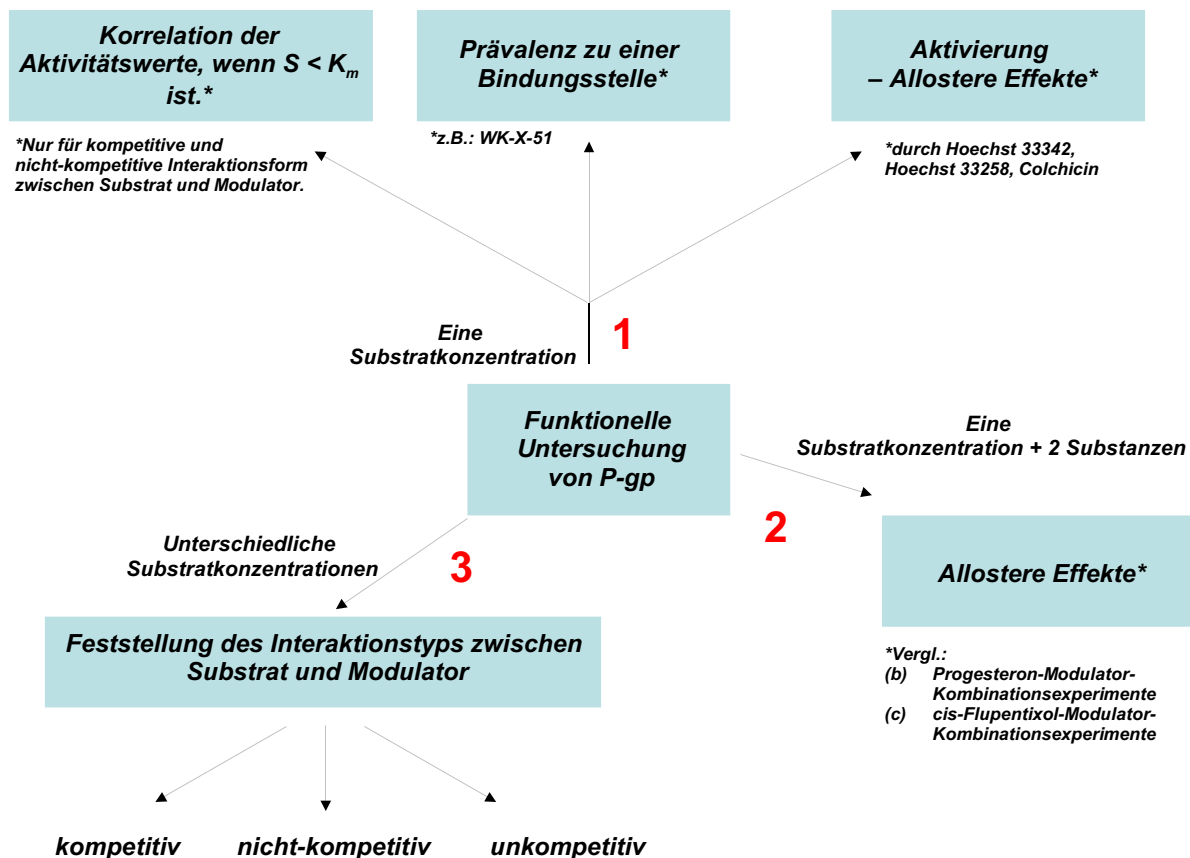 Korrelation der
Aktivitätswerte, wenn S < Km
ist.*
*Nur für kompetitive und
nicht-kompetitive Interaktionsform
zwischen Substrat und Modulator.
Prävalenz zu einer
Bindungsstelle*
*z.B.: WK-X-51
Aktivierung
– Allostere Effekte*
*durch Hoechst 33342,
Hoechst 33258, Colchicin
Eine
Substratkonzentration
1
Funktionelle
Untersuchung
von P-gp
Eine
Substratkonzentration + 2 Substanzen
2
Allostere Effekte*
*Vergl.:
(b) Progesteron-Modulator-
Kombinationsexperimente
(c) cis-Flupentixol-Modulator-
Kombinationsexperimente
Unterschiedliche
Substratkonzentrationen
3
Feststellung des Interaktionstyps zwischen
Substrat und Modulator
kompetitiv nicht-kompetitiv unkompetitiv